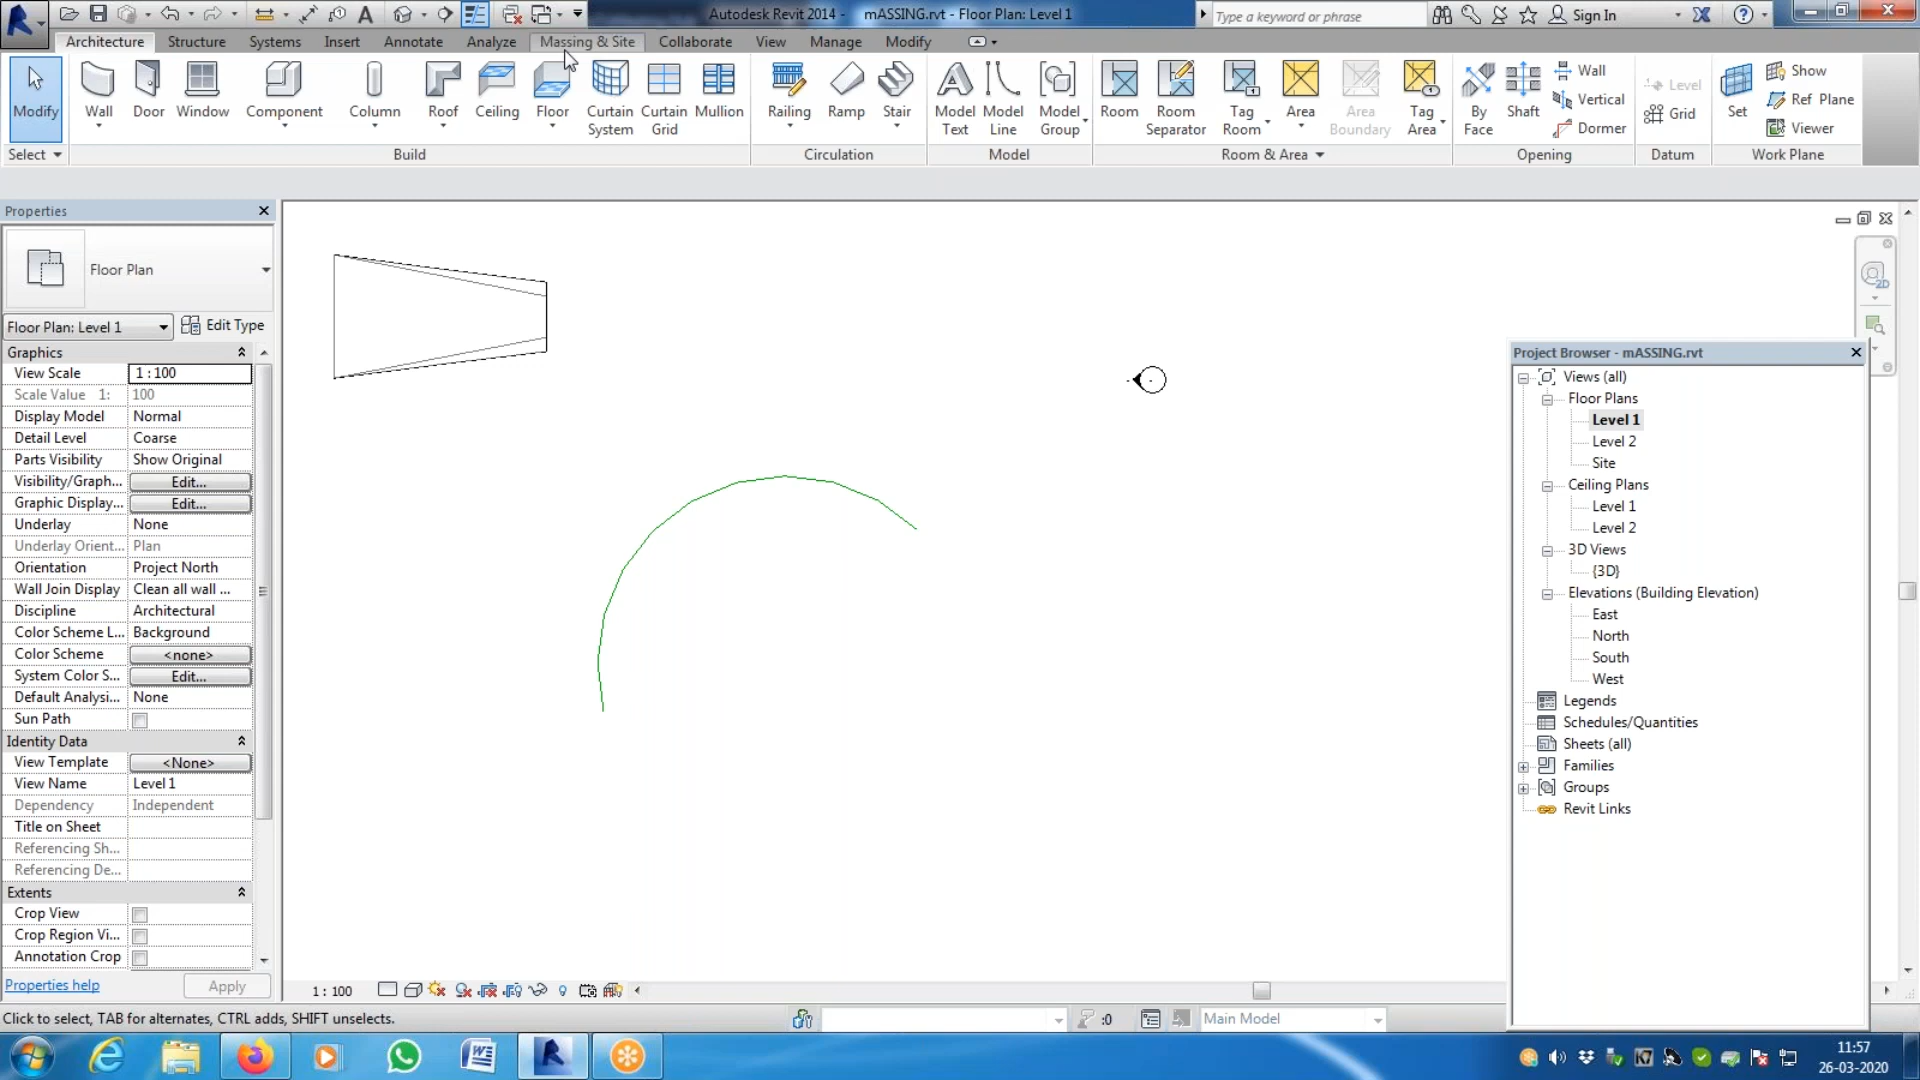 Autodesk Revit 2014 - mASSING.rvt - Floor Plan: Level 1
Type a keyword or phrase
Sign In
Architecture Structure Systems Insert Annotate Analyze Massing & Site Collaborate View Manage Modify
Modify Wall Door Window Component Column Roof Ceiling Floor Curtain System Curtain Grid Mullion Railing Ramp Stair Model Text Model Line Model Group Room Room Separator Tag Room Area Area Boundary Tag Area By Face Shaft Wall Vertical Dormer Level Grid Set Show Ref Plane Viewer
Select Build Circulation Model Room & Area Opening Datum Work Plane
Properties
Floor Plan
Floor Plan: Level 1 Edit Type
Graphics
View Scale 1 : 100
Scale Value 1: 100
Display Model Normal
Detail Level Coarse
Parts Visibility Show Original
Visibility/Graph... Edit...
Graphic Display... Edit...
Underlay None
Underlay Orient... Plan
Orientation Project North
Wall Join Display Clean all wall ...
Discipline Architectural
Color Scheme L... Background
Color Scheme <none>
System Color S... Edit...
Default Analysi... None
Sun Path
Identity Data
View Template <None>
View Name Level 1
Dependency Independent
Title on Sheet
Referencing Sh...
Referencing De...
Extents
Crop View
Crop Region Vi...
Annotation Crop
Properties help Apply
2D
Project Browser - mASSING.rvt
Views (all)
Floor Plans
Level 1
Level 2
Site
Ceiling Plans
Level 1
Level 2
3D Views
{3D}
Elevations (Building Elevation)
East
North
South
West
Legends
Schedules/Quantities
Sheets (all)
Families
Groups
Revit Links
1 : 100
Click to select, TAB for alternates, CTRL adds, SHIFT unselects.
:0
Main Model
11:57
26-03-2020